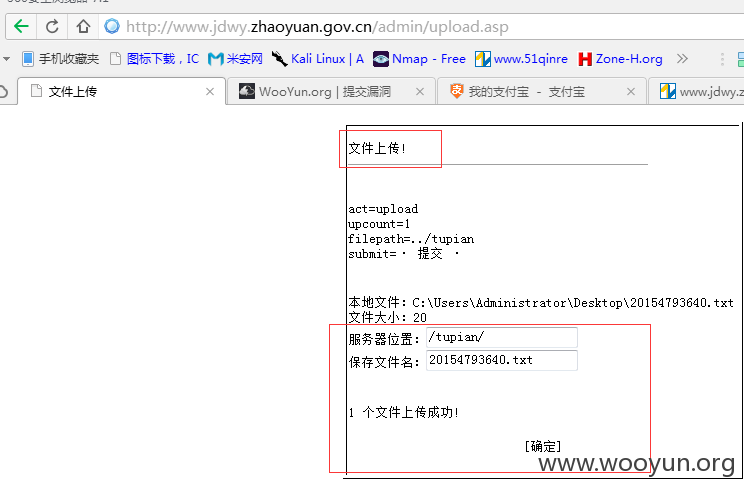 http://www.jdwy.zhaoyuan.gov.cn/admin/upload.asp
手机收藏夹 图标下载，IC 米安网 Kali Linux | A Nmap - Free www.51qinre Zone-H.org
文件上传 WooYun.org | 提交漏洞 我的支付宝 - 支付宝 www.jdwy.z
文件上传!
act=upload
upcount=1
filepath=../tupian
submit=· 提交 ·
本地文件: C:\Users\Administrator\Desktop\20154793640.txt
文件大小: 20
服务器位置: /tupian/
保存文件名: 20154793640.txt
1 个文件上传成功!
[确定]
www.wooyun.org